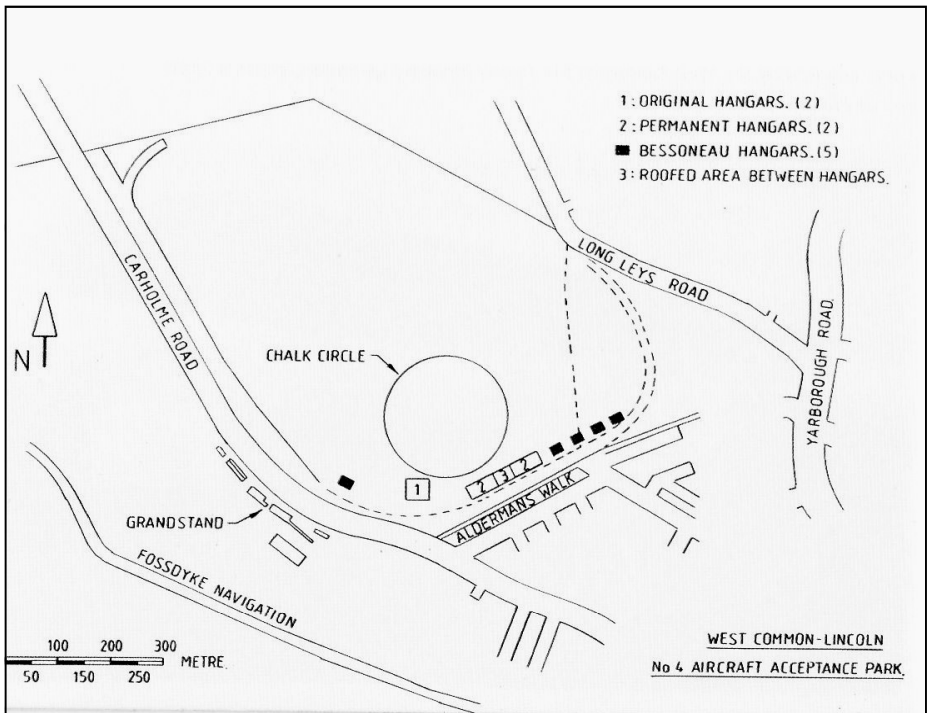 1: ORIGINAL HANGARS. (2)
2: PERMANENT HANGARS. (2)
■ BESSONEAU HANGARS. (5)
3: ROOFED AREA BETWEEN HANGARS.
LONG LEYS ROAD
CARHOLME ROAD
YARBOROUGH ROAD.
N
CHALK CIRCLE
1
2 3 2
ALDERMANS WALK
GRANDSTAND
FOSSDYKE NAVIGATION
100 200 300
METRE.
50 150 250
WEST COMMON-LINCOLN
No 4 AIRCRAFT ACCEPTANCE PARK.